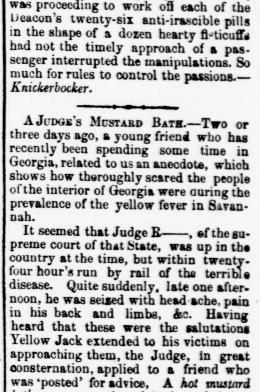 was proceeding to work off each of the
Deacon's twenty-six anti-irascible pills
in the shape of a dozen hearty fisticuffs
had not the timely approach of a pas-
senger interrupted the manipulations. So
much for rules to control the passions.—
Knickerbocker.
A JUDGE'S MUSTARD BATH.—Two or
three days ago, a young friend who has
recently been spending some time in
Georgia, related to us an anecdote, which
shows how thoroughly scared the people
of the interior of Georgia were during the
prevalence of the yellow fever in Savan-
nah.
It seemed that Judge R——, of the su-
preme court of that State, was up in the
country at the time, but within twenty-
four hour's run by rail of the terrible
disease. Quite suddenly, late one after-
noon, he was seized with head-ache, pain
in his back and limbs, &c. Having
heard that these were the salutations
Yellow Jack extended to his victims on
approaching them, the Judge, in great
consternation, applied to a friend who
was 'posted' for advice. A hot mustard